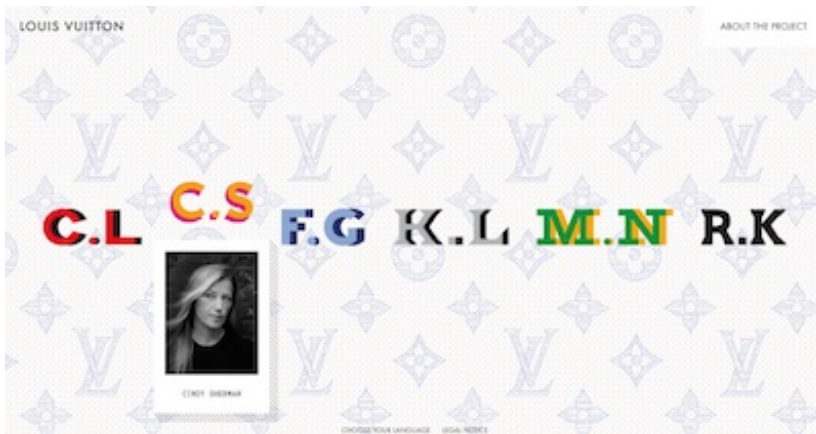 LOUIS VUITTON
ABOUT THE PROJECT
C.L
C.S
F.G
K.L
M.N
R.K
CINDY SHERMAN
CHOOSE YOUR LANGUAGE LEGAL NOTICE